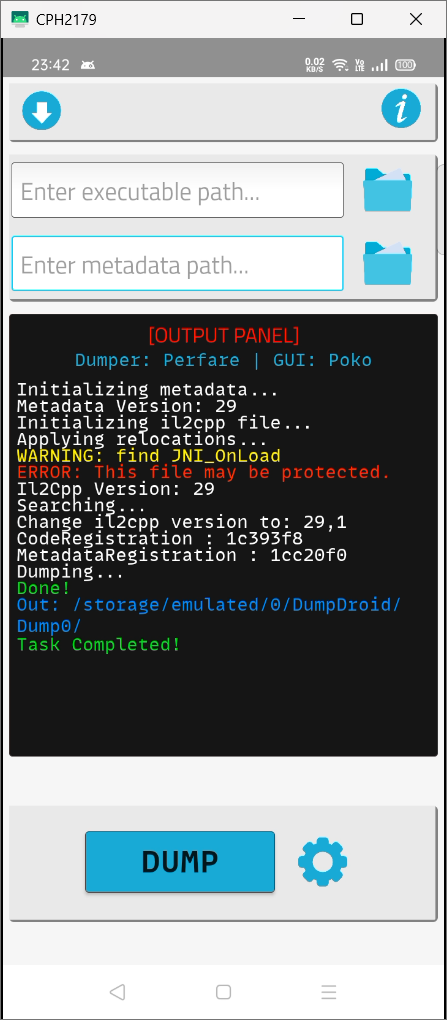 CPH2179
23:42
0.02
KB/S
Vo
LTE
100
i
Enter executable path...
Enter metadata path...
[OUTPUT PANEL]
Dumper: Perfare | GUI: Poko
Initializing metadata...
Metadata Version: 29
Initializing il2cpp file...
Applying relocations...
WARNING: find JNI_OnLoad
ERROR: This file may be protected.
Il2Cpp Version: 29
Searching...
Change il2cpp version to: 29,1
CodeRegistration : 1c393f8
MetadataRegistration : 1cc20f0
Dumping...
Done!
Out: /storage/emulated/0/DumpDroid/
Dump0/
Task Completed!
DUMP